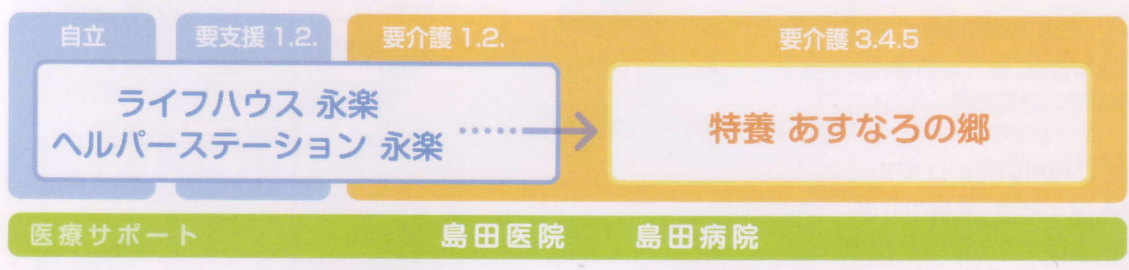 自立
要支援 1.2.
要介護 1.2.
要介護 3.4.5
ライフハウス 永楽
ヘルパーステーション 永楽
特養 あすなろの郷
医療サポート
島田医院
島田病院